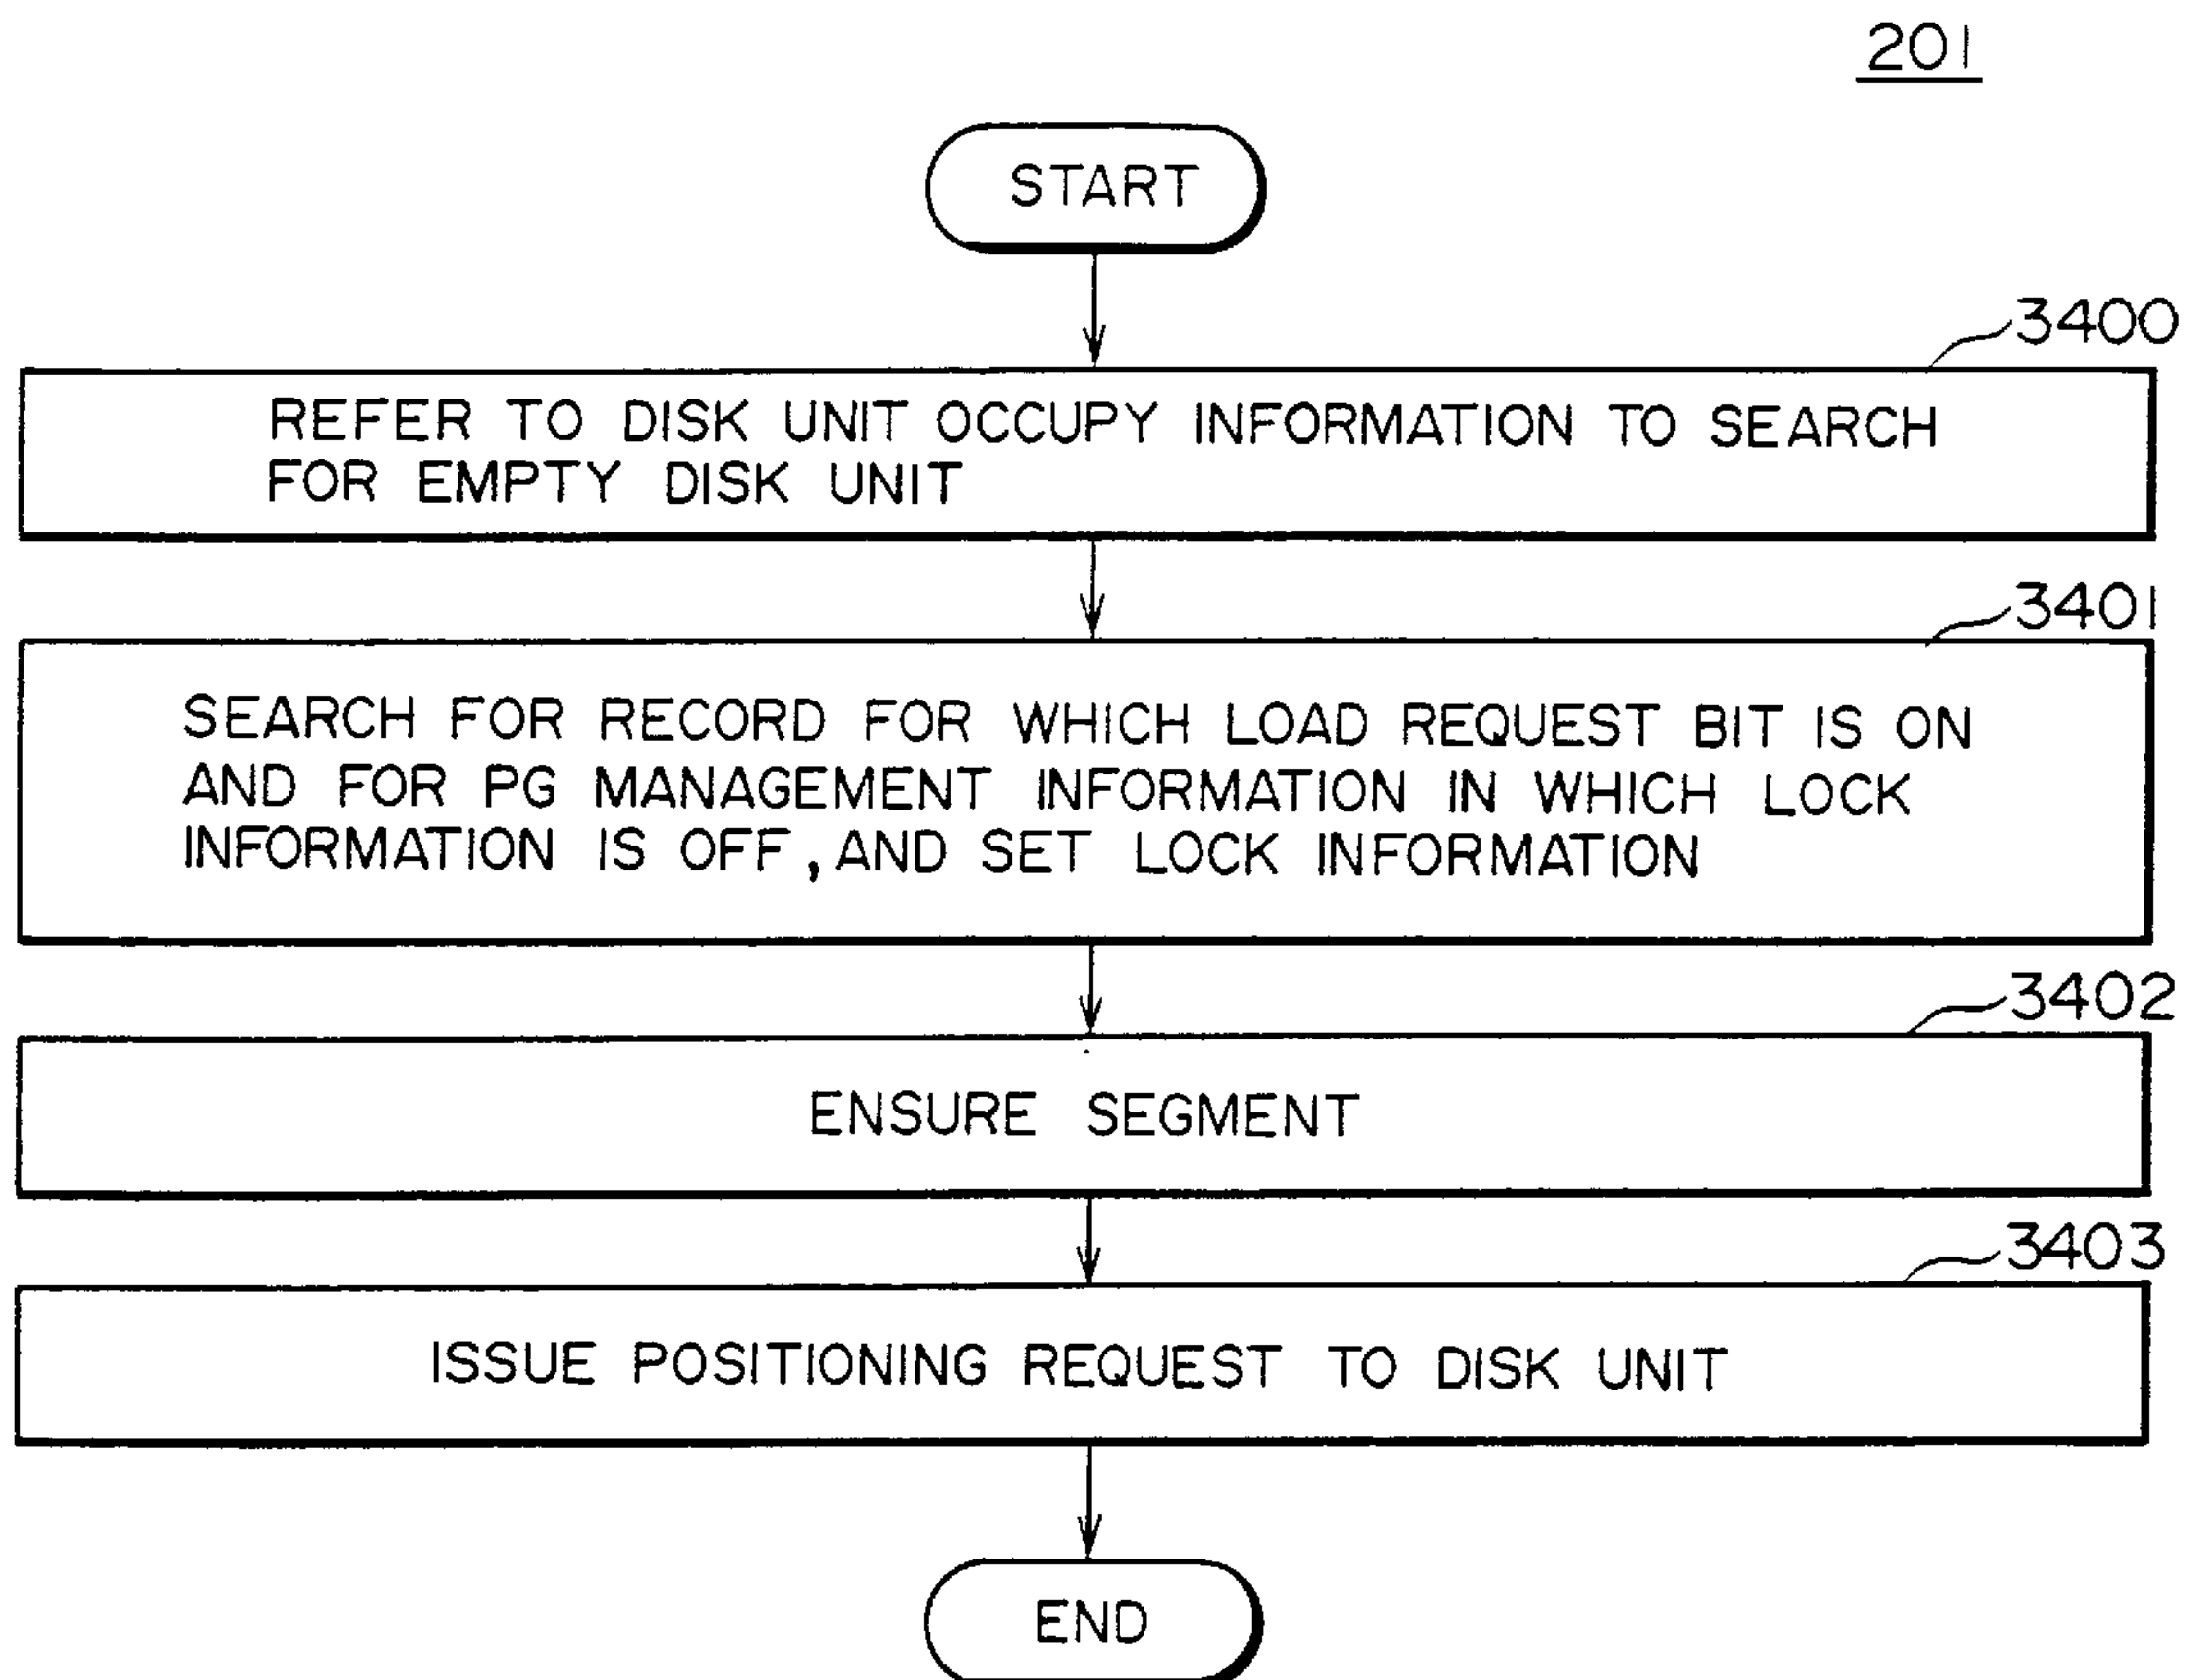 201
START
3400
REFER TO DISK UNIT OCCUPY INFORMATION TO SEARCH
FOR EMPTY DISK UNIT
3401
SEARCH FOR RECORD FOR WHICH LOAD REQUEST BIT IS ON
AND FOR PG MANAGEMENT INFORMATION IN WHICH LOCK
INFORMATION IS OFF, AND SET LOCK INFORMATION
3402
ENSURE SEGMENT
3403
ISSUE POSITIONING REQUEST TO DISK UNIT
END